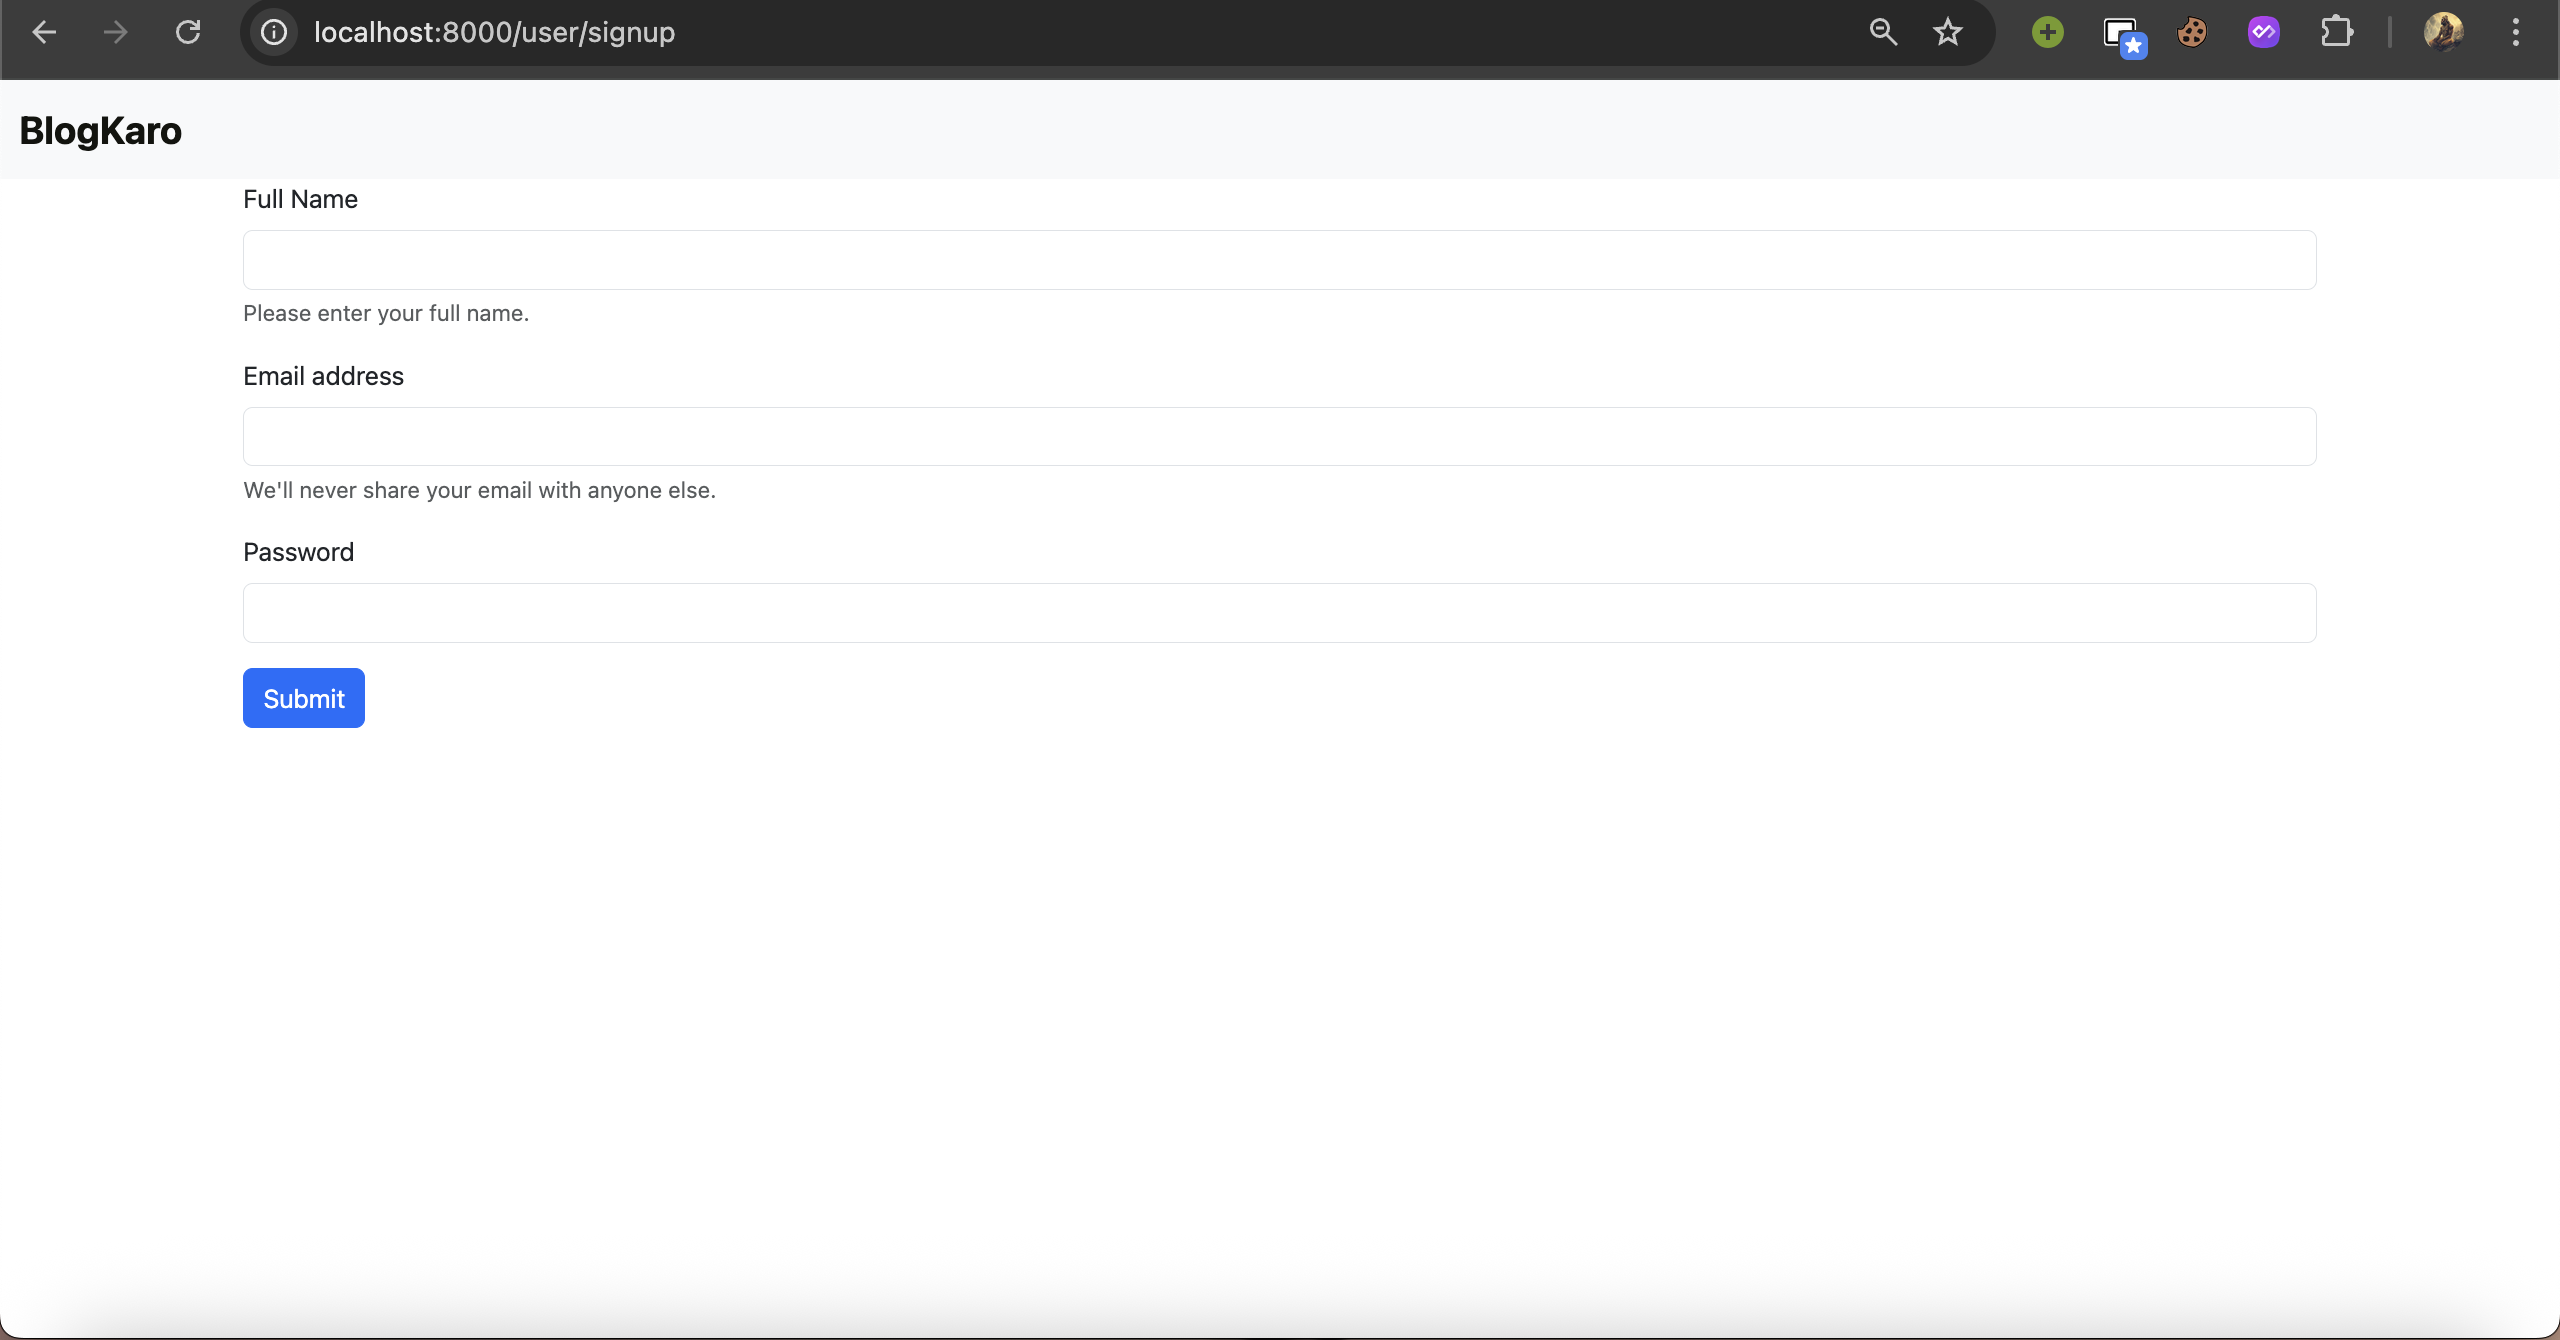 localhost:8000/user/signup
BlogKaro
Full Name
Please enter your full name.
Email address
We'll never share your email with anyone else.
Password
Submit